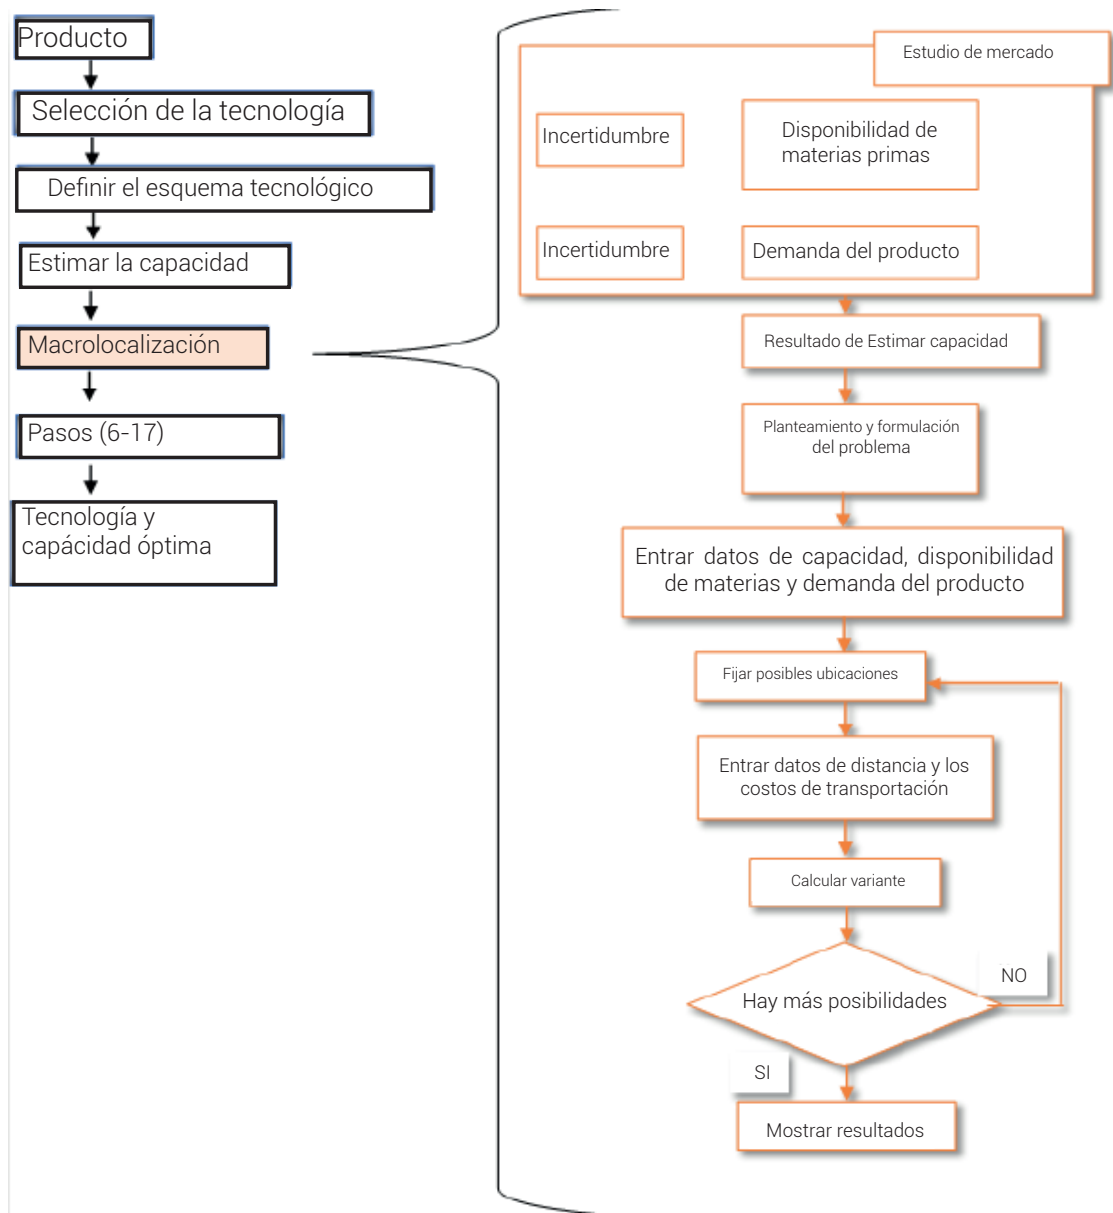 Producto
Selección de la tecnología
Definir el esquema tecnológico
Estimar la capacidad
Macrolocalización
Pasos (6-17)
Tecnología y
capácidad óptima
Estudio de mercado
Incertidumbre
Disponibilidad de
materias primas
Incertidumbre
Demanda del producto
Resultado de Estimar capacidad
Planteamiento y formulación
del problema
Entrar datos de capacidad, disponibilidad
de materias y demanda del producto
Fijar posibles ubicaciones
Entrar datos de distancia y los
costos de transportación
Calcular variante
Hay más posibilidades
NO
SI
Mostrar resultados